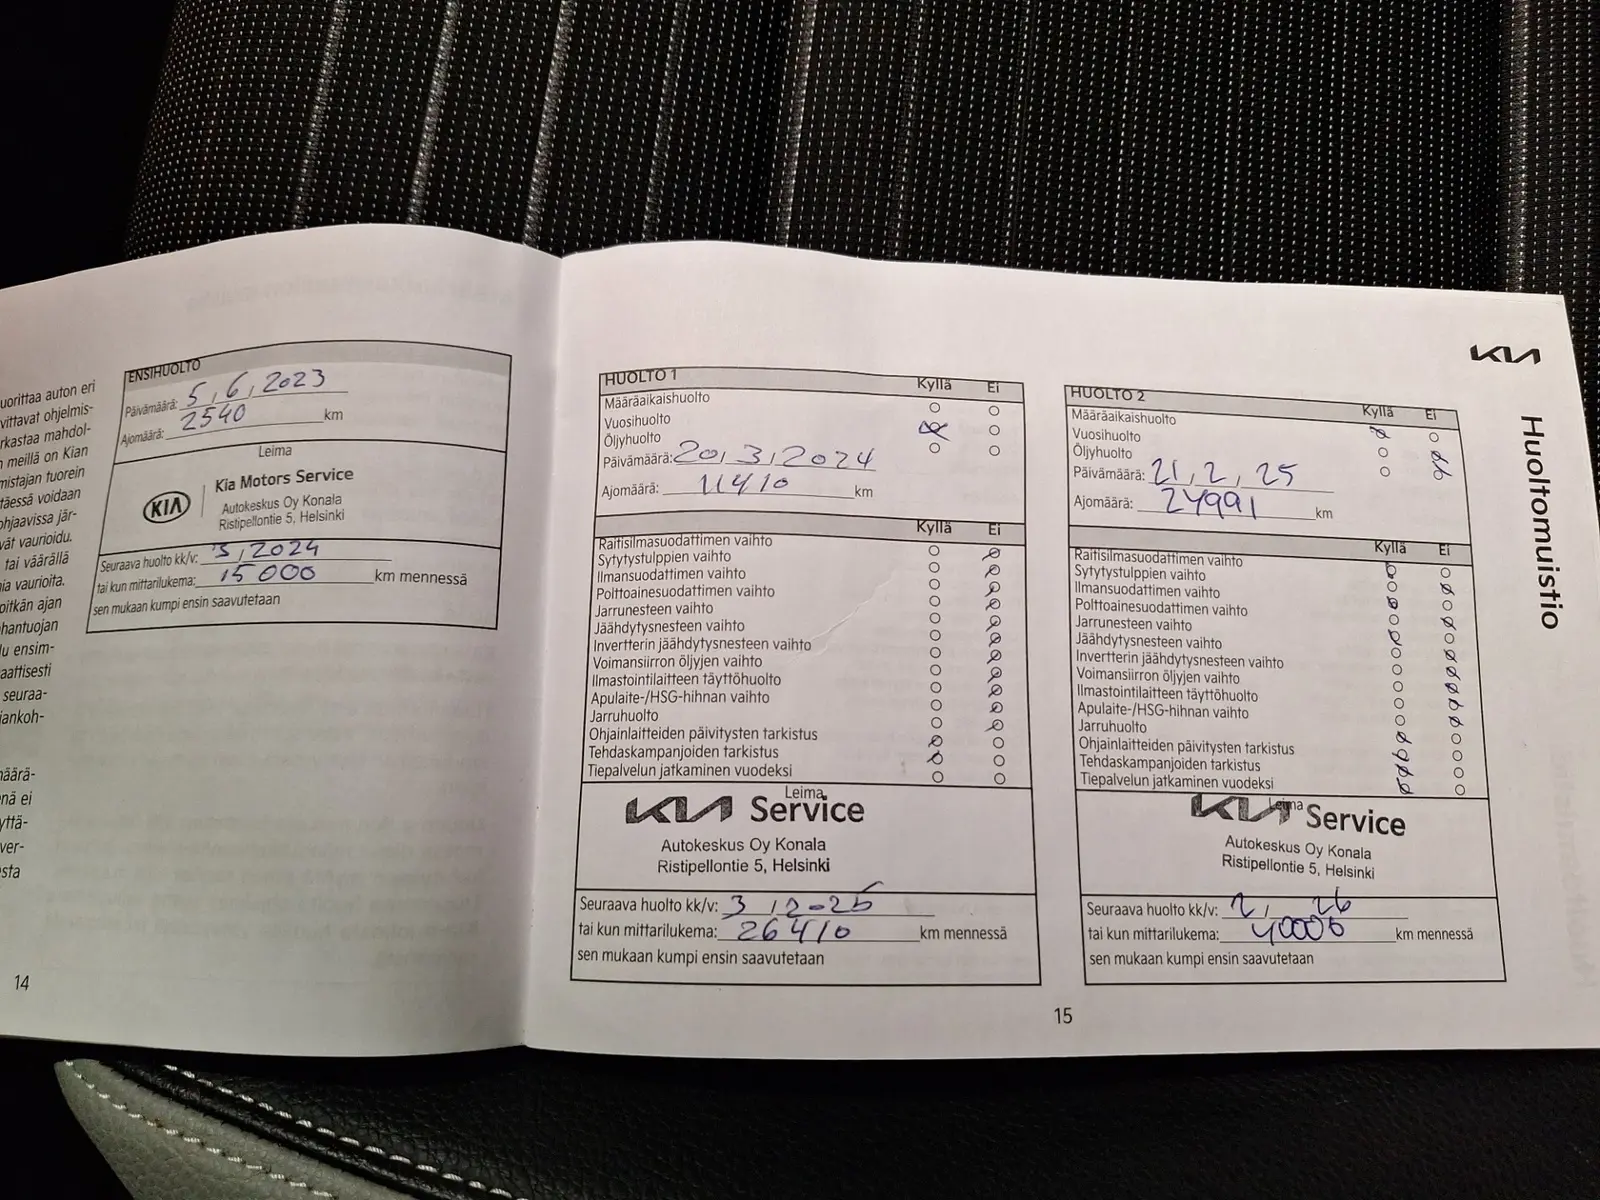 uorittaa auton eri
vittavat ohjelmis-
rkastaa mahdol-
meillä on Kian
mistajan tuorein
täessä voidaan
ohjaavissa jär-
vät vaurioidu.
tai väärällä
nia vaurioita.
oitkän ajan
hantuojan
lu ensim-
aattisesti
seuraa-
jankoh-
näärä-
nä ei
yttä-
ver-
sta
14
ENSIHUOLTO
Päivämäärä: 5, 6, 2023
Ajomäärä: 2540 km
Leima
KIA
Kia Motors Service
Autokeskus Oy Konala
Ristipellontie 5, Helsinki
Seuraava huolto kk/v: 3, 2024
tai kun mittarilukema: 15000 km mennessä
sen mukaan kumpi ensin saavutetaan
HUOLTO 1 Kyllä Ei
Määräaikaishuolto
Vuosihuolto
Öljyhuolto
Päivämäärä: 20, 3, 2024
Ajomäärä: 11410 km
Kyllä Ei
Raitisilmasuodattimen vaihto
Sytytystulppien vaihto
Ilmansuodattimen vaihto
Polttoainesuodattimen vaihto
Jarrunesteen vaihto
Jäähdytysnesteen vaihto
Invertterin jäähdytysnesteen vaihto
Voimansiirron öljyjen vaihto
Ilmastointilaitteen täyttöhuolto
Apulaite-/HSG-hihnan vaihto
Jarruhuolto
Ohjainlaitteiden päivitysten tarkistus
Tehdaskampanjoiden tarkistus
Tiepalvelun jatkaminen vuodeksi
Leima
KIA Service
Autokeskus Oy Konala
Ristipellontie 5, Helsinki
Seuraava huolto kk/v: 3, 2025
tai kun mittarilukema: 26410 km mennessä
sen mukaan kumpi ensin saavutetaan
KIA
HUOLTO 2 Kyllä Ei
Määräaikaishuolto
Vuosihuolto
Öljyhuolto
Päivämäärä: 21, 2, 25
Ajomäärä: 24991 km
Kyllä Ei
Raitisilmasuodattimen vaihto
Sytytystulppien vaihto
Ilmansuodattimen vaihto
Polttoainesuodattimen vaihto
Jarrunesteen vaihto
Jäähdytysnesteen vaihto
Invertterin jäähdytysnesteen vaihto
Voimansiirron öljyjen vaihto
Ilmastointilaitteen täyttöhuolto
Apulaite-/HSG-hihnan vaihto
Jarruhuolto
Ohjainlaitteiden päivitysten tarkistus
Tehdaskampanjoiden tarkistus
Tiepalvelun jatkaminen vuodeksi
Leima
KIA Service
Autokeskus Oy Konala
Ristipellontie 5, Helsinki
Seuraava huolto kk/v: 2, 26
tai kun mittarilukema: 40000 km mennessä
sen mukaan kumpi ensin saavutetaan
Huoltomuistio
15